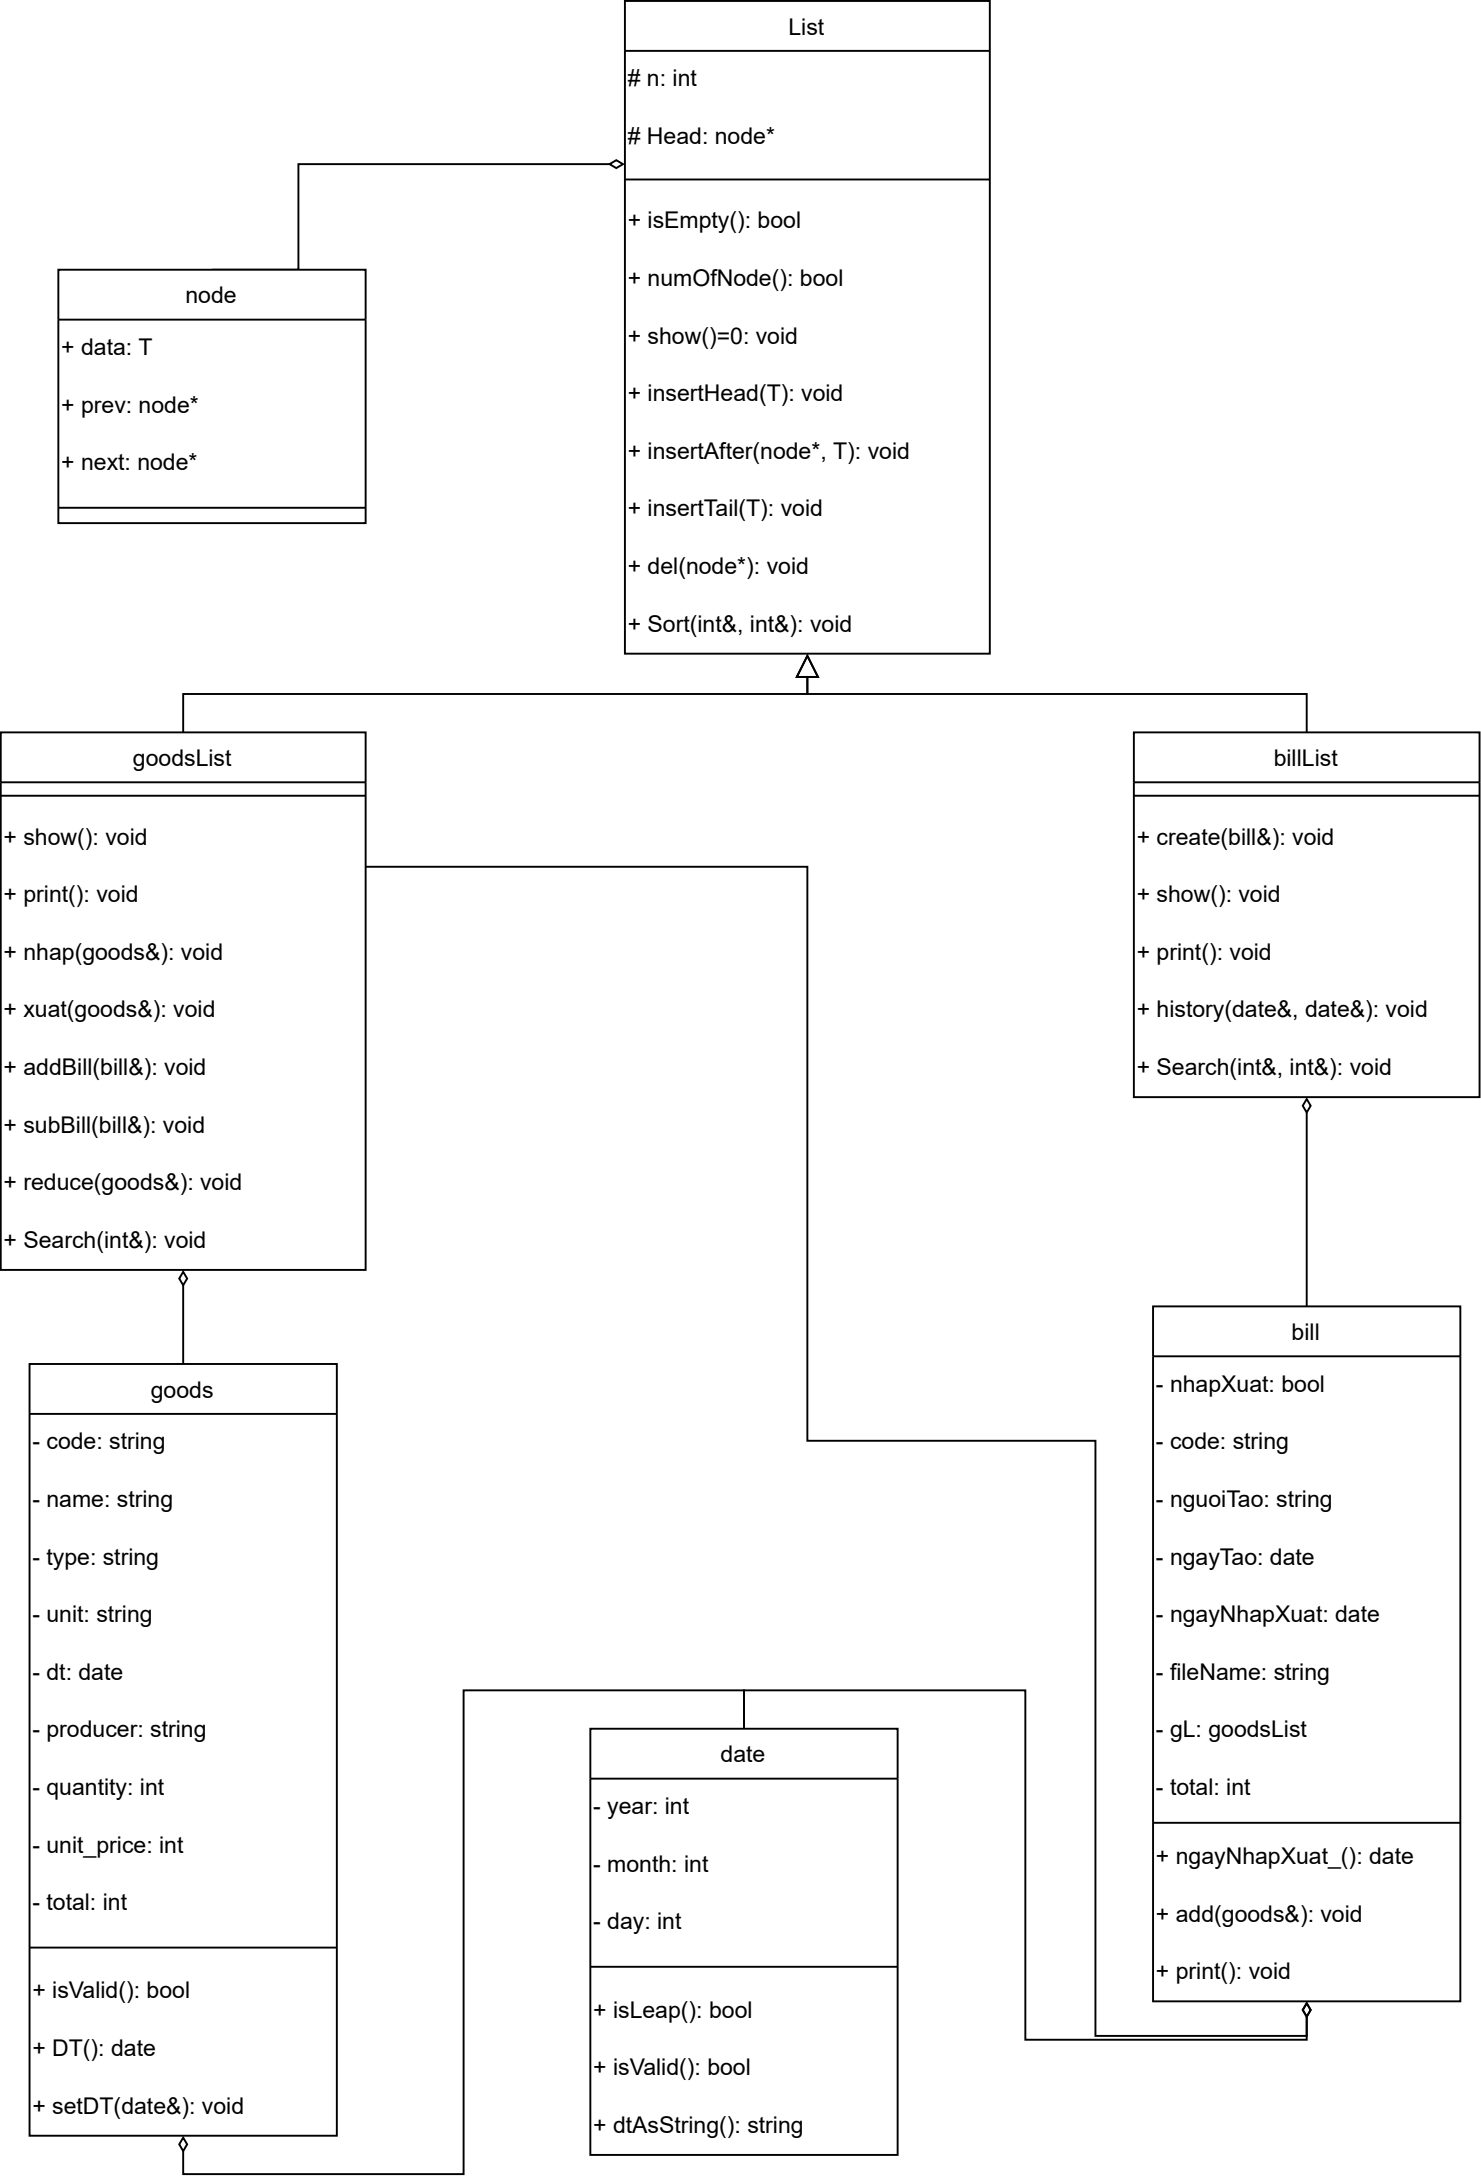 List
# n: int
# Head: node*
+ isEmpty(): bool
+ numOfNode(): bool
+ show()=0: void
+ insertHead(T): void
+ insertAfter(node*, T): void
+ insertTail(T): void
+ del(node*): void
+ Sort(int&, int&): void
node
+ data: T
+ prev: node*
+ next: node*
goodsList
+ show(): void
+ print(): void
+ nhap(goods&): void
+ xuat(goods&): void
+ addBill(bill&): void
+ subBill(bill&): void
+ reduce(goods&): void
+ Search(int&): void
billList
+ create(bill&): void
+ show(): void
+ print(): void
+ history(date&, date&): void
+ Search(int&, int&): void
goods
- code: string
- name: string
- type: string
- unit: string
- dt: date
- producer: string
- quantity: int
- unit_price: int
- total: int
+ isValid(): bool
+ DT(): date
+ setDT(date&): void
date
- year: int
- month: int
- day: int
+ isLeap(): bool
+ isValid(): bool
+ dtAsString(): string
bill
- nhapXuat: bool
- code: string
- nguoiTao: string
- ngayTao: date
- ngayNhapXuat: date
- fileName: string
- gL: goodsList
- total: int
+ ngayNhapXuat_(): date
+ add(goods&): void
+ print(): void